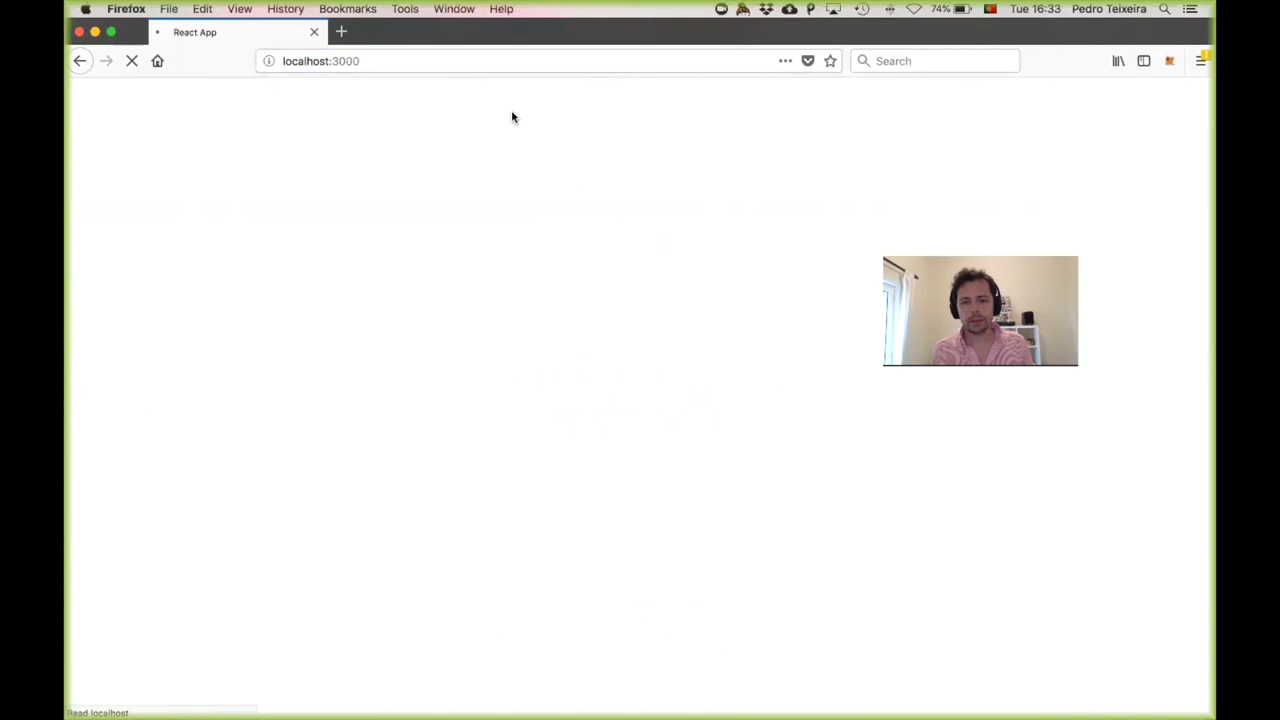 Firefox File Edit View History Bookmarks Tools Window Help 74% Tue 16:33 Pedro Teixeira
React App
localhost:3000 Search
Read localhost